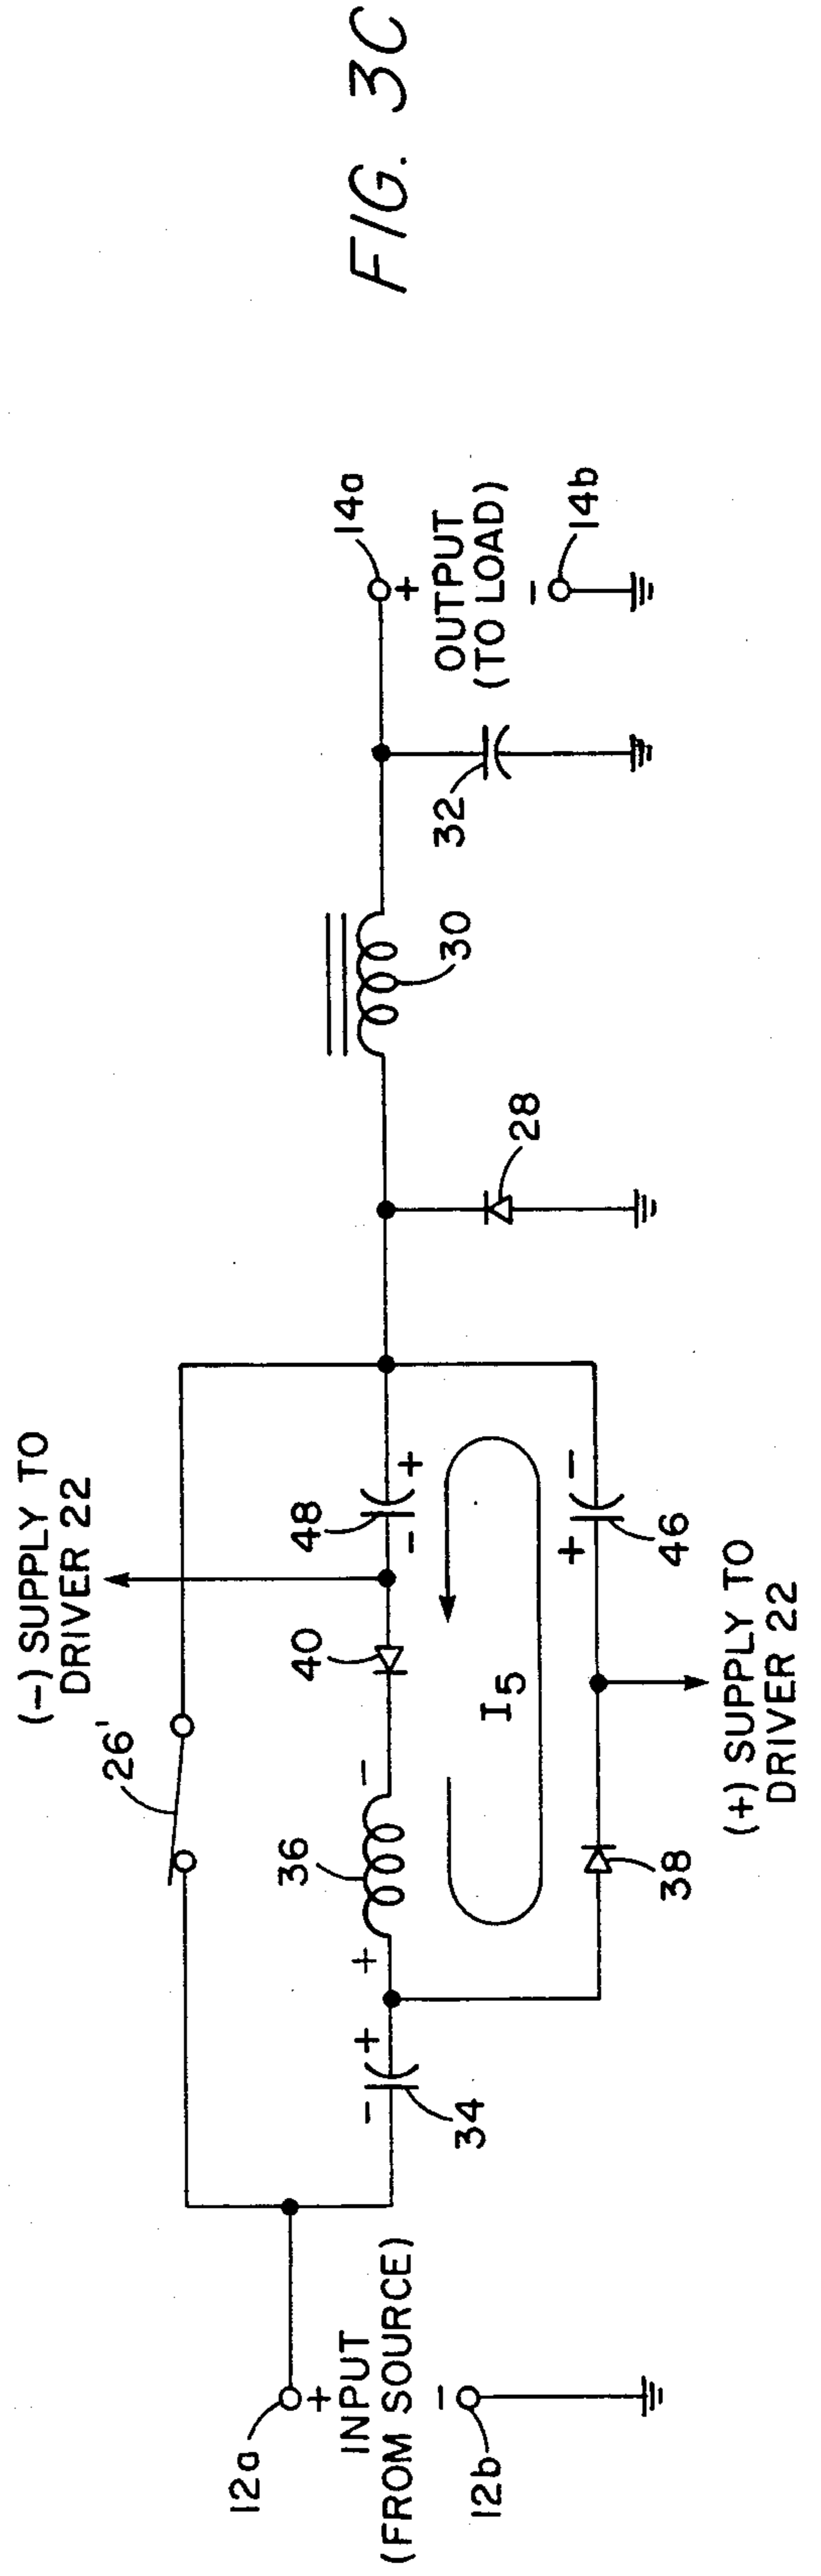 FIG. 3C
(-) SUPPLY TO
DRIVER 22
26'
12a
+
INPUT
(FROM SOURCE)
-
12b
-
+
34
+
36
-
40
48
-
+
I5
38
+
-
46
(+) SUPPLY TO
DRIVER 22
28
30
32
14a
+
OUTPUT
(TO LOAD)
-
14b